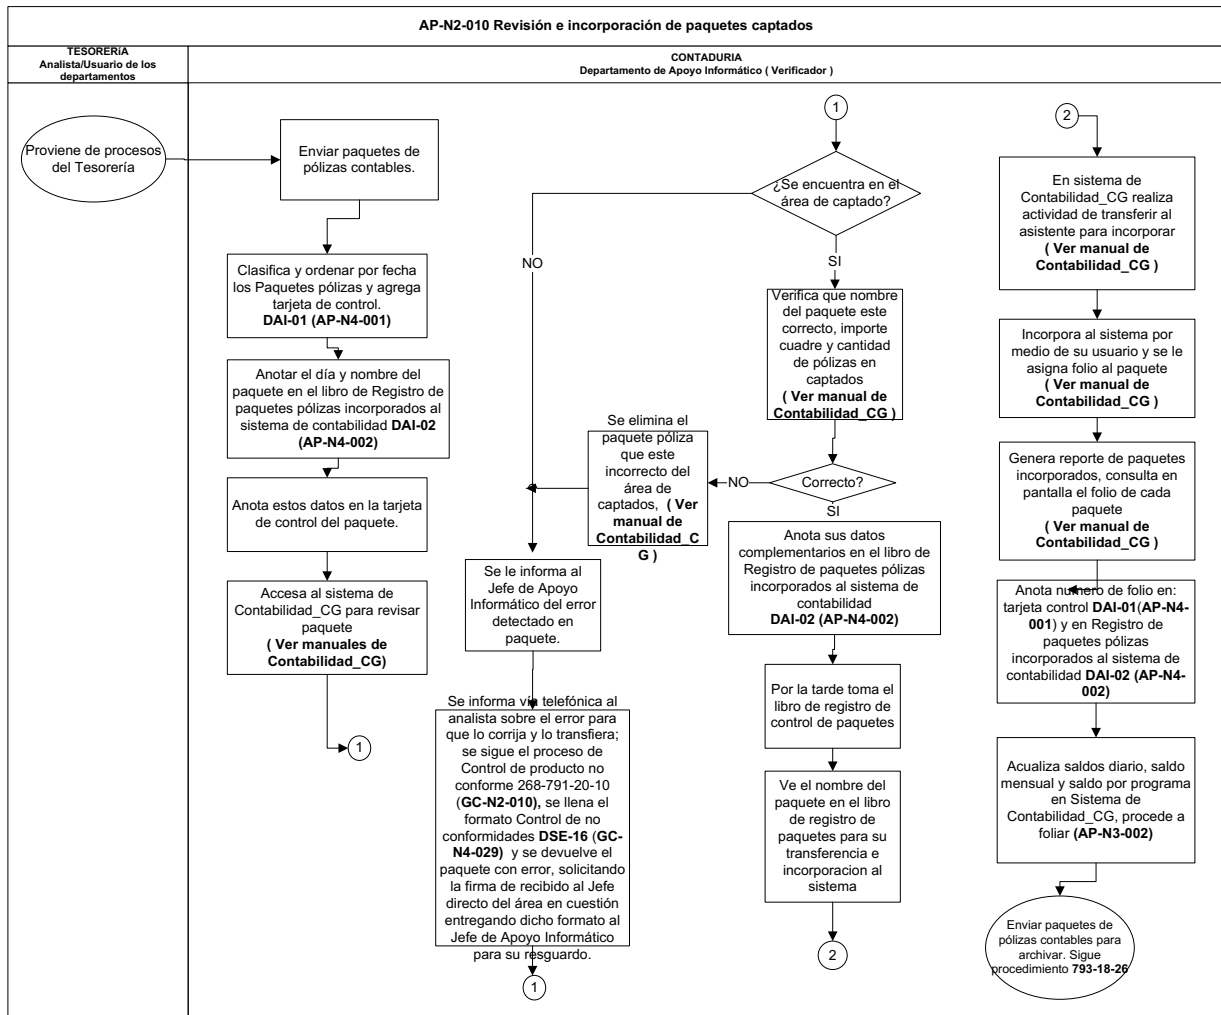 AP-N2-010 Revisión e incorporación de paquetes captados
TESORERíA
Analista/Usuario de los
departamentos
CONTADURIA
Departamento de Apoyo Informático ( Verificador )
Proviene de procesos
del Tesorería
Enviar paquetes de
pólizas contables.
Clasifica y ordenar por fecha
los Paquetes pólizas y agrega
tarjeta de control.
DAI-01 (AP-N4-001)
Anotar el día y nombre del
paquete en el libro de Registro de
paquetes pólizas incorporados al
sistema de contabilidad DAI-02
(AP-N4-002)
Anota estos datos en la tarjeta
de control del paquete.
Accesa al sistema de
Contabilidad_CG para revisar
paquete
( Ver manuales de
Contabilidad_CG)
1
1
¿Se encuentra en el
área de captado?
NO
SI
Verifica que nombre
del paquete este
correcto, importe
cuadre y cantidad
de pólizas en
captados
( Ver manual de
Contabilidad_CG )
Correcto?
NO
SI
Se elimina el
paquete póliza
que este
incorrecto del
área de
captados, ( Ver
manual de
Contabilidad_C
G )
Se le informa al
Jefe de Apoyo
Informático del error
detectado en
paquete.
Se informa vía telefónica al
analista sobre el error para
que lo corrija y lo transfiera;
se sigue el proceso de
Control de producto no
conforme 268-791-20-10
(GC-N2-010), se llena el
formato Control de no
conformidades DSE-16 (GC-
N4-029) y se devuelve el
paquete con error, solicitando
la firma de recibido al Jefe
directo del área en cuestión
entregando dicho formato al
Jefe de Apoyo Informático
para su resguardo.
1
Anota sus datos
complementarios en el libro de
Registro de paquetes pólizas
incorporados al sistema de
contabilidad
DAI-02 (AP-N4-002)
Por la tarde toma el
libro de registro de
control de paquetes
Ve el nombre del
paquete en el libro
de registro de
paquetes para su
transferencia e
incorporacion al
sistema
2
2
En sistema de
Contabilidad_CG realiza
actividad de transferir al
asistente para incorporar
( Ver manual de
Contabilidad_CG )
Incorpora al sistema por
medio de su usuario y se le
asigna folio al paquete
( Ver manual de
Contabilidad_CG )
Genera reporte de paquetes
incorporados, consulta en
pantalla el folio de cada
paquete
( Ver manual de
Contabilidad_CG )
Anota numero de folio en:
tarjeta control DAI-01(AP-N4-
001) y en Registro de
paquetes pólizas
incorporados al sistema de
contabilidad DAI-02 (AP-N4-
002)
Acualiza saldos diario, saldo
mensual y saldo por programa
en Sistema de
Contabilidad_CG, procede a
foliar (AP-N3-002)
Enviar paquetes de
pólizas contables para
archivar. Sigue
procedimiento 793-18-26